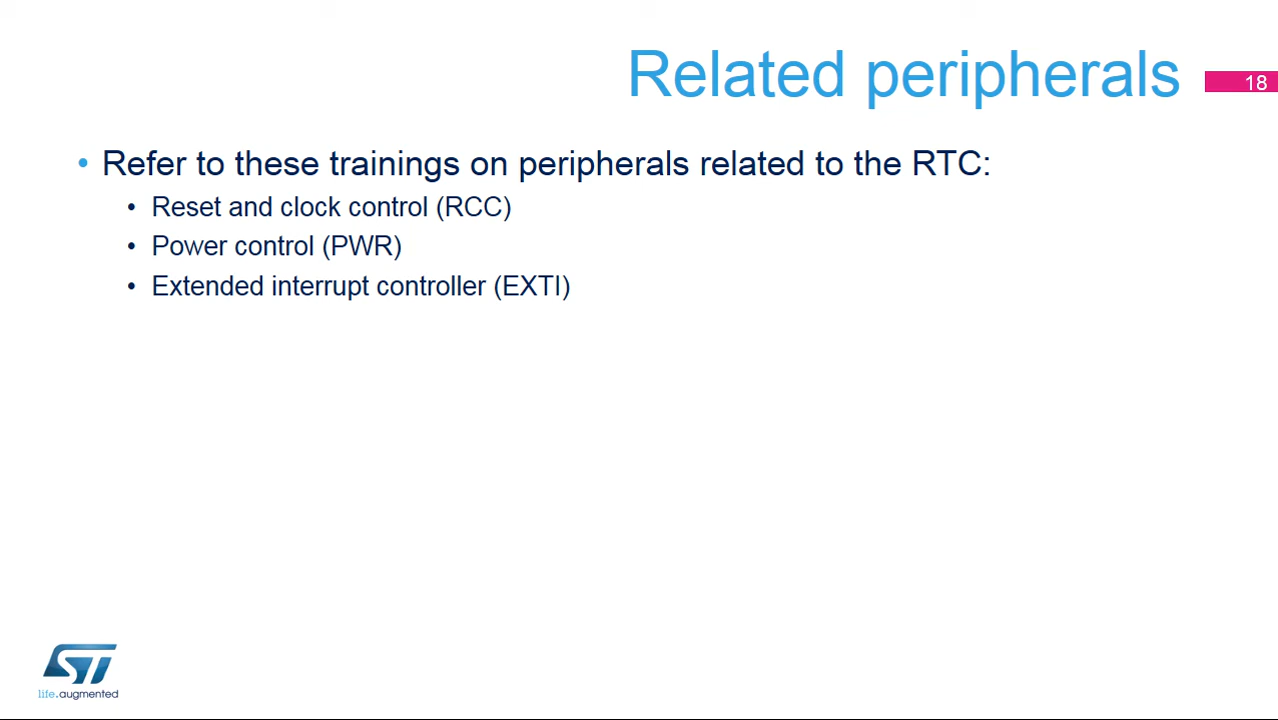 Related peripherals
18
• Refer to these trainings on peripherals related to the RTC:
• Reset and clock control (RCC)
• Power control (PWR)
• Extended interrupt controller (EXTI)
ST
life.augmented